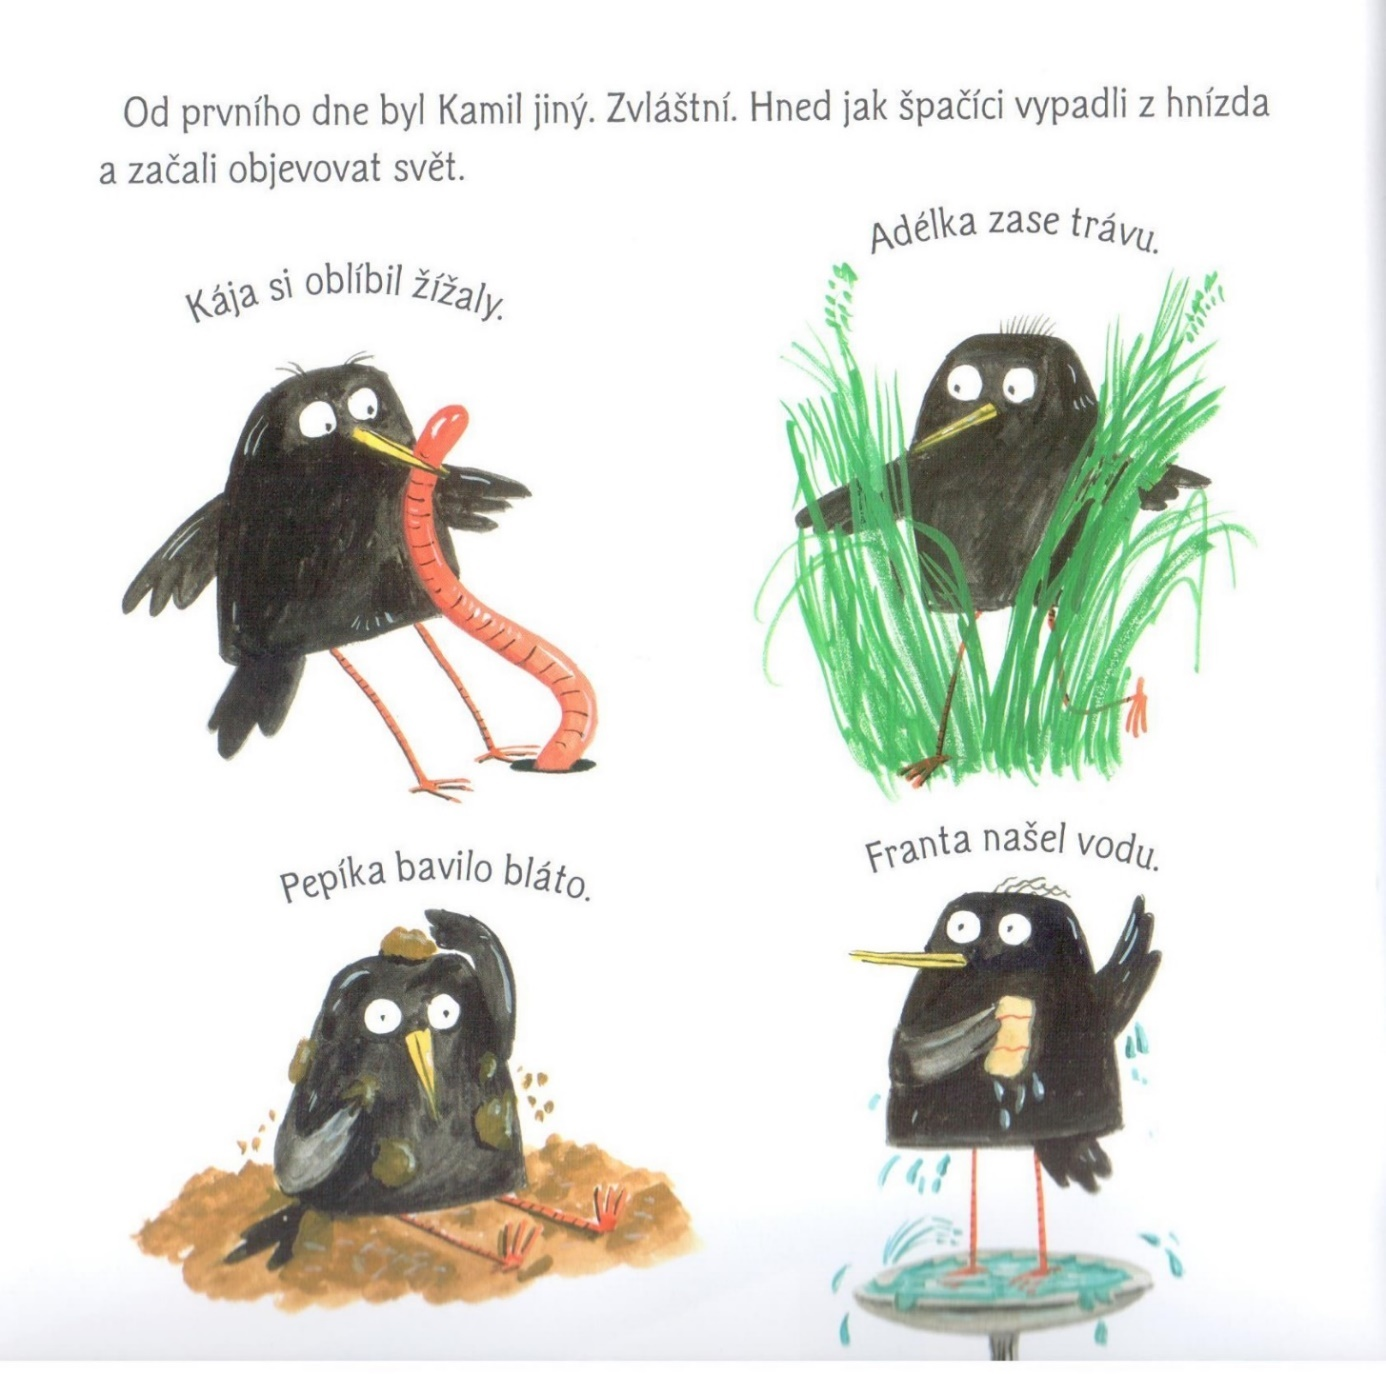 Od prvního dne byl Kamil jiný. Zvláštní. Hned jak špačíci vypadli z hnízda
a začali objevovat svět.
Kája si oblíbil žížaly.
Adélka zase trávu.
Pepíka bavilo bláto.
Franta našel vodu.